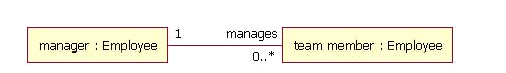 1 manages
manager : Employee team member : Employee
0..*